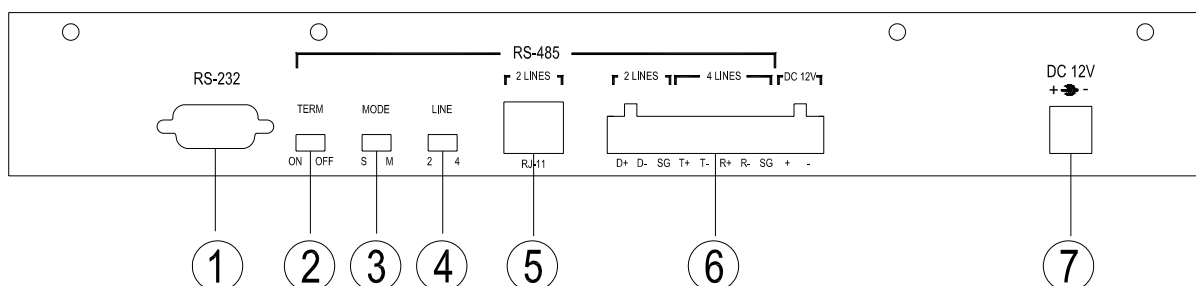 RS-485
RS-232
2 LINES
2 LINES
4 LINES
DC 12V
DC 12V
+ -
TERM
MODE
LINE
ON OFF
S M
2 4
RJ-11
D+ D- SG T+ T- R+ R- SG + -
1 2 3 4 5 6 7